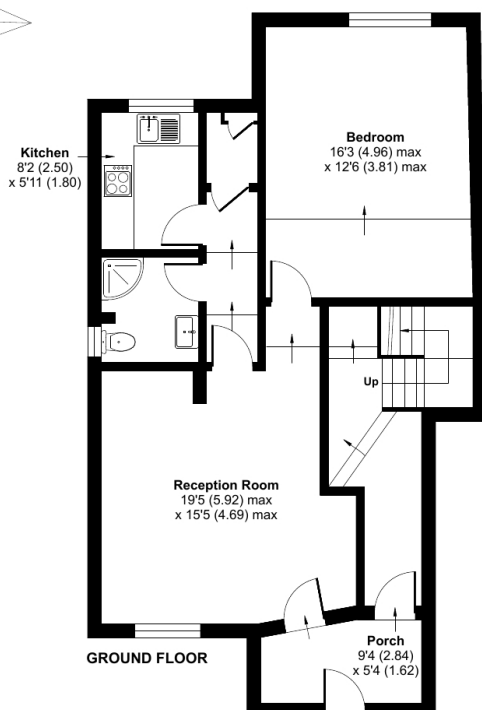 Bedroom
16'3 (4.96) max
x 12'6 (3.81) max
Kitchen
8'2 (2.50)
x 5'11 (1.80)
Up
Reception Room
19'5 (5.92) max
x 15'5 (4.69) max
Porch
9'4 (2.84)
x 5'4 (1.62)
GROUND FLOOR